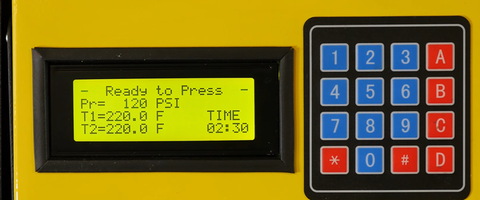 - Ready to Press -
Pr= 120 PSI
T1=220.0 F TIME
T2=220.0 F 02:30
1 2 3 A
4 5 6 B
7 8 9 C
* 0 # D